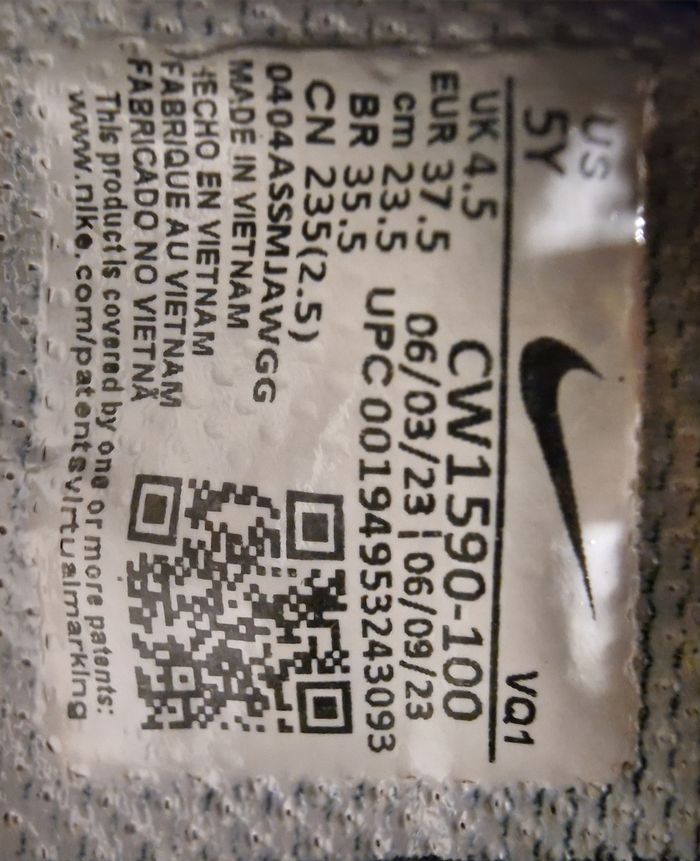 US
5Y
VQ1
UK 4.5
EUR 37.5
cm 23.5
BR 35.5
CN 235(2.5)
CW1590-100
06/03/23 | 06/09/23
UPC 00194953243093
0404ASSMJAWGG
MADE IN VIETNAM
HECHO EN VIETNAM
FABRIQUE AU VIETNAM
FABRICADO NO VIETNÃ
This product is covered by one or more patents:
www.nike.com/patentsvirtualmarking